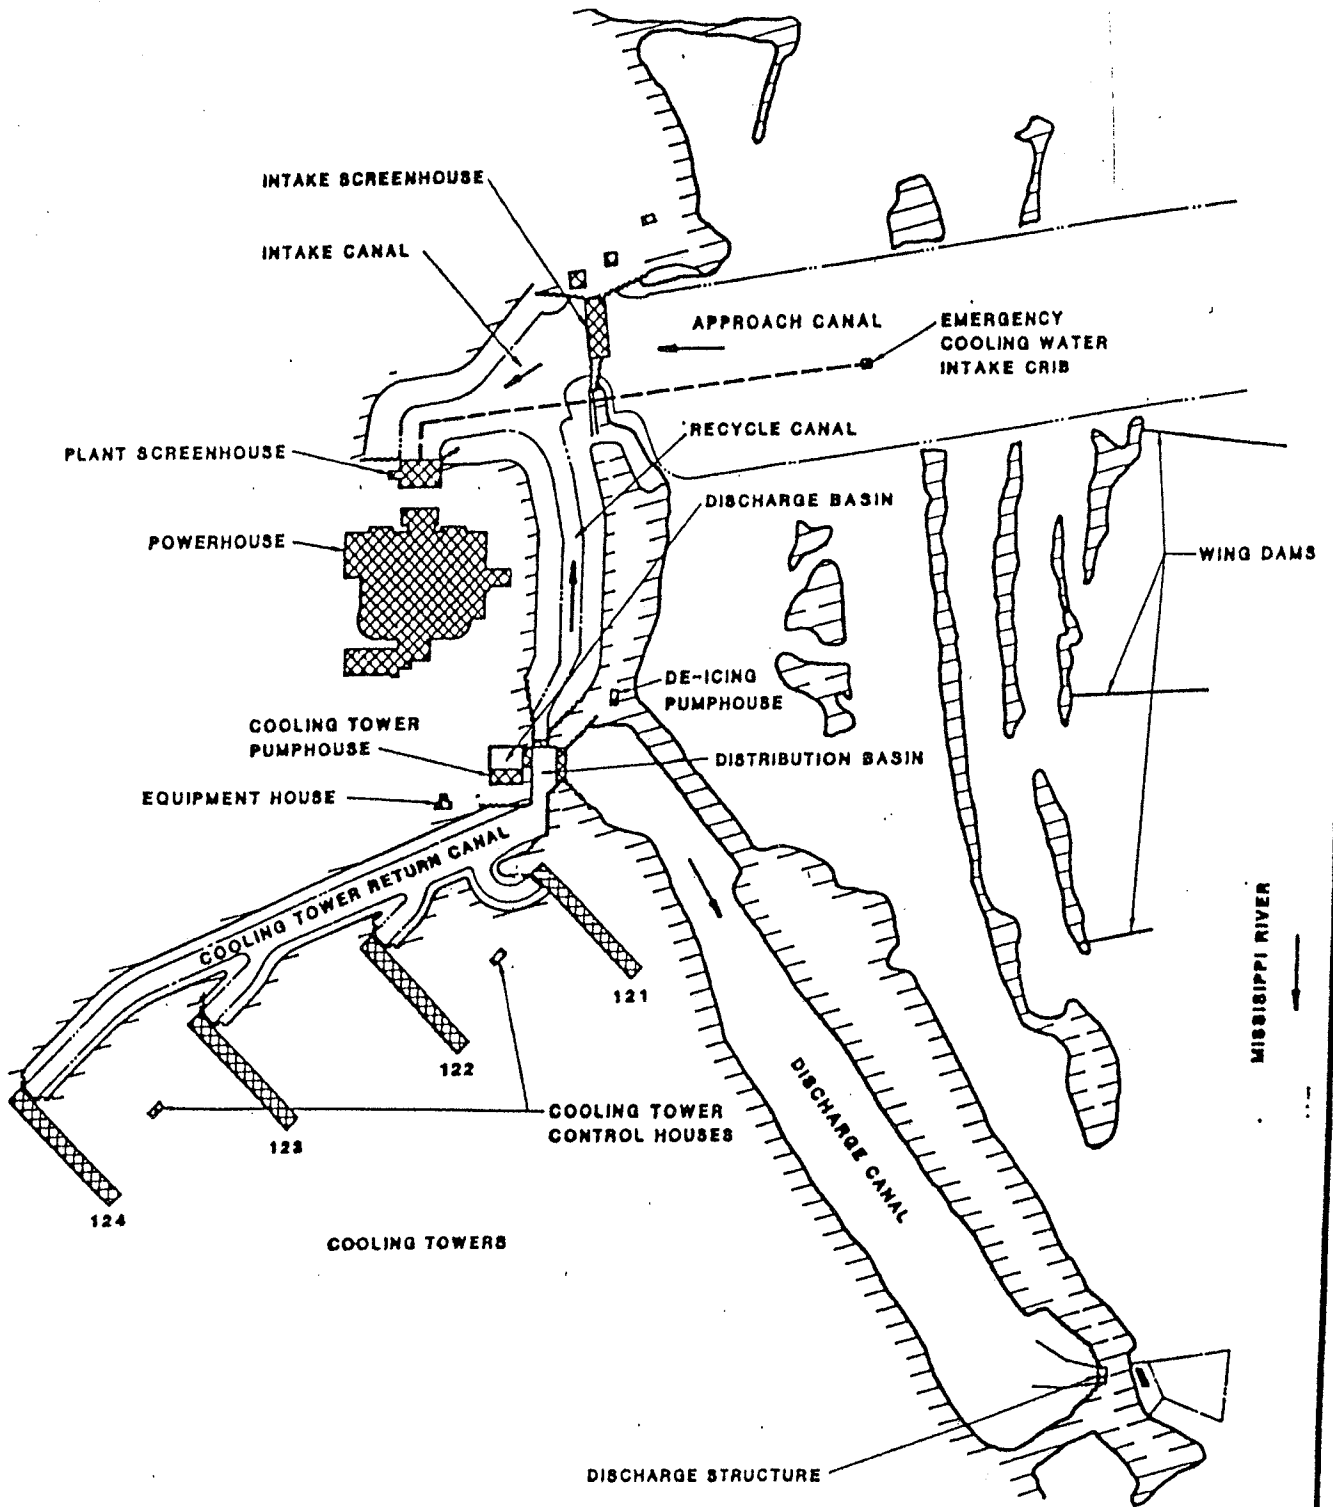 INTAKE SCREENHOUSE
INTAKE CANAL
APPROACH CANAL
EMERGENCY
COOLING WATER
INTAKE CRIB
RECYCLE CANAL
PLANT SCREENHOUSE
DISCHARGE BASIN
POWERHOUSE
WING DAMS
DE-ICING
PUMPHOUSE
COOLING TOWER
PUMPHOUSE
DISTRIBUTION BASIN
EQUIPMENT HOUSE
COOLING TOWER RETURN CANAL
MISSISIPPI RIVER
121
122
123
124
COOLING TOWER
CONTROL HOUSES
DISCHARGE CANAL
COOLING TOWERS
DISCHARGE STRUCTURE